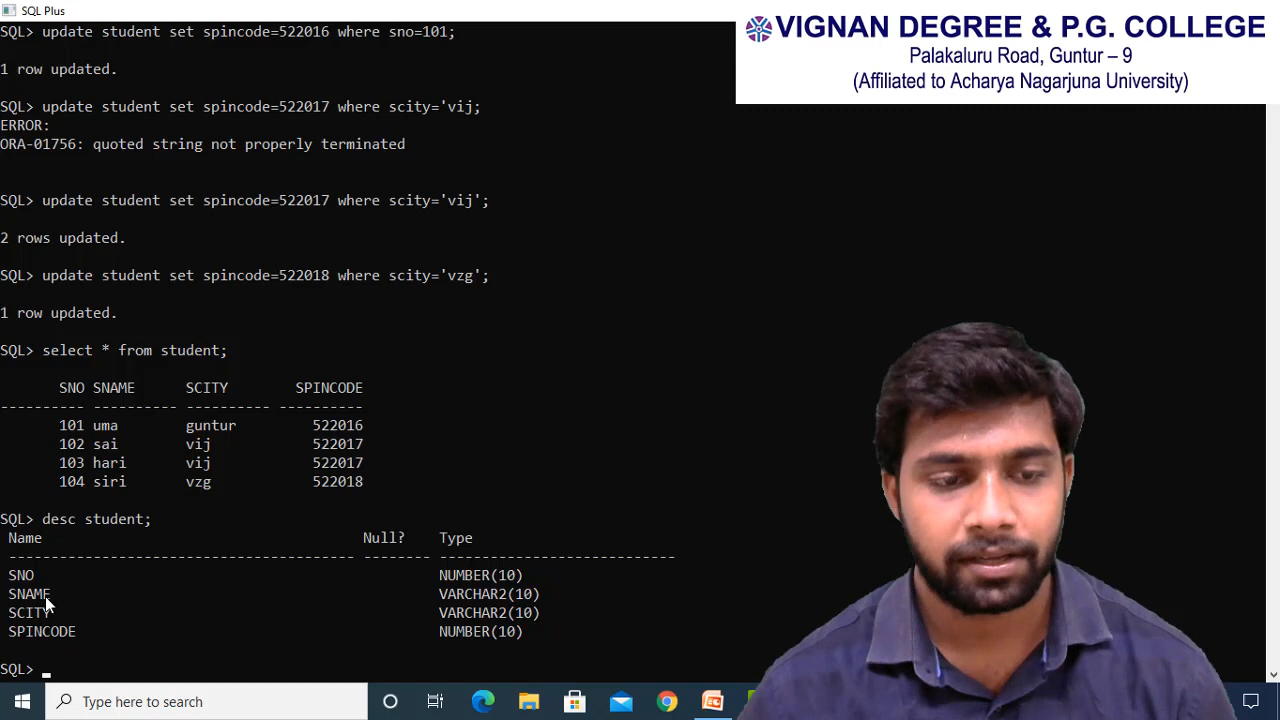 SQL Plus
VIGNAN DEGREE & P.G. COLLEGE
Palakaluru Road, Guntur – 9
(Affiliated to Acharya Nagarjuna University)
SQL> update student set spincode=522016 where sno=101;
1 row updated.
SQL> update student set spincode=522017 where scity='vij;
ERROR:
ORA-01756: quoted string not properly terminated
SQL> update student set spincode=522017 where scity='vij';
2 rows updated.
SQL> update student set spincode=522018 where scity='vzg';
1 row updated.
SQL> select * from student;
SNO SNAME SCITY SPINCODE
---------- ---------- ---------- ----------
101 uma guntur 522016
102 sai vij 522017
103 hari vij 522017
104 siri vzg 522018
SQL> desc student;
Name Null? Type
----------------------------------------- -------- ----------------------------
SNO NUMBER(10)
SNAME VARCHAR2(10)
SCITY VARCHAR2(10)
SPINCODE NUMBER(10)
SQL>
Type here to search